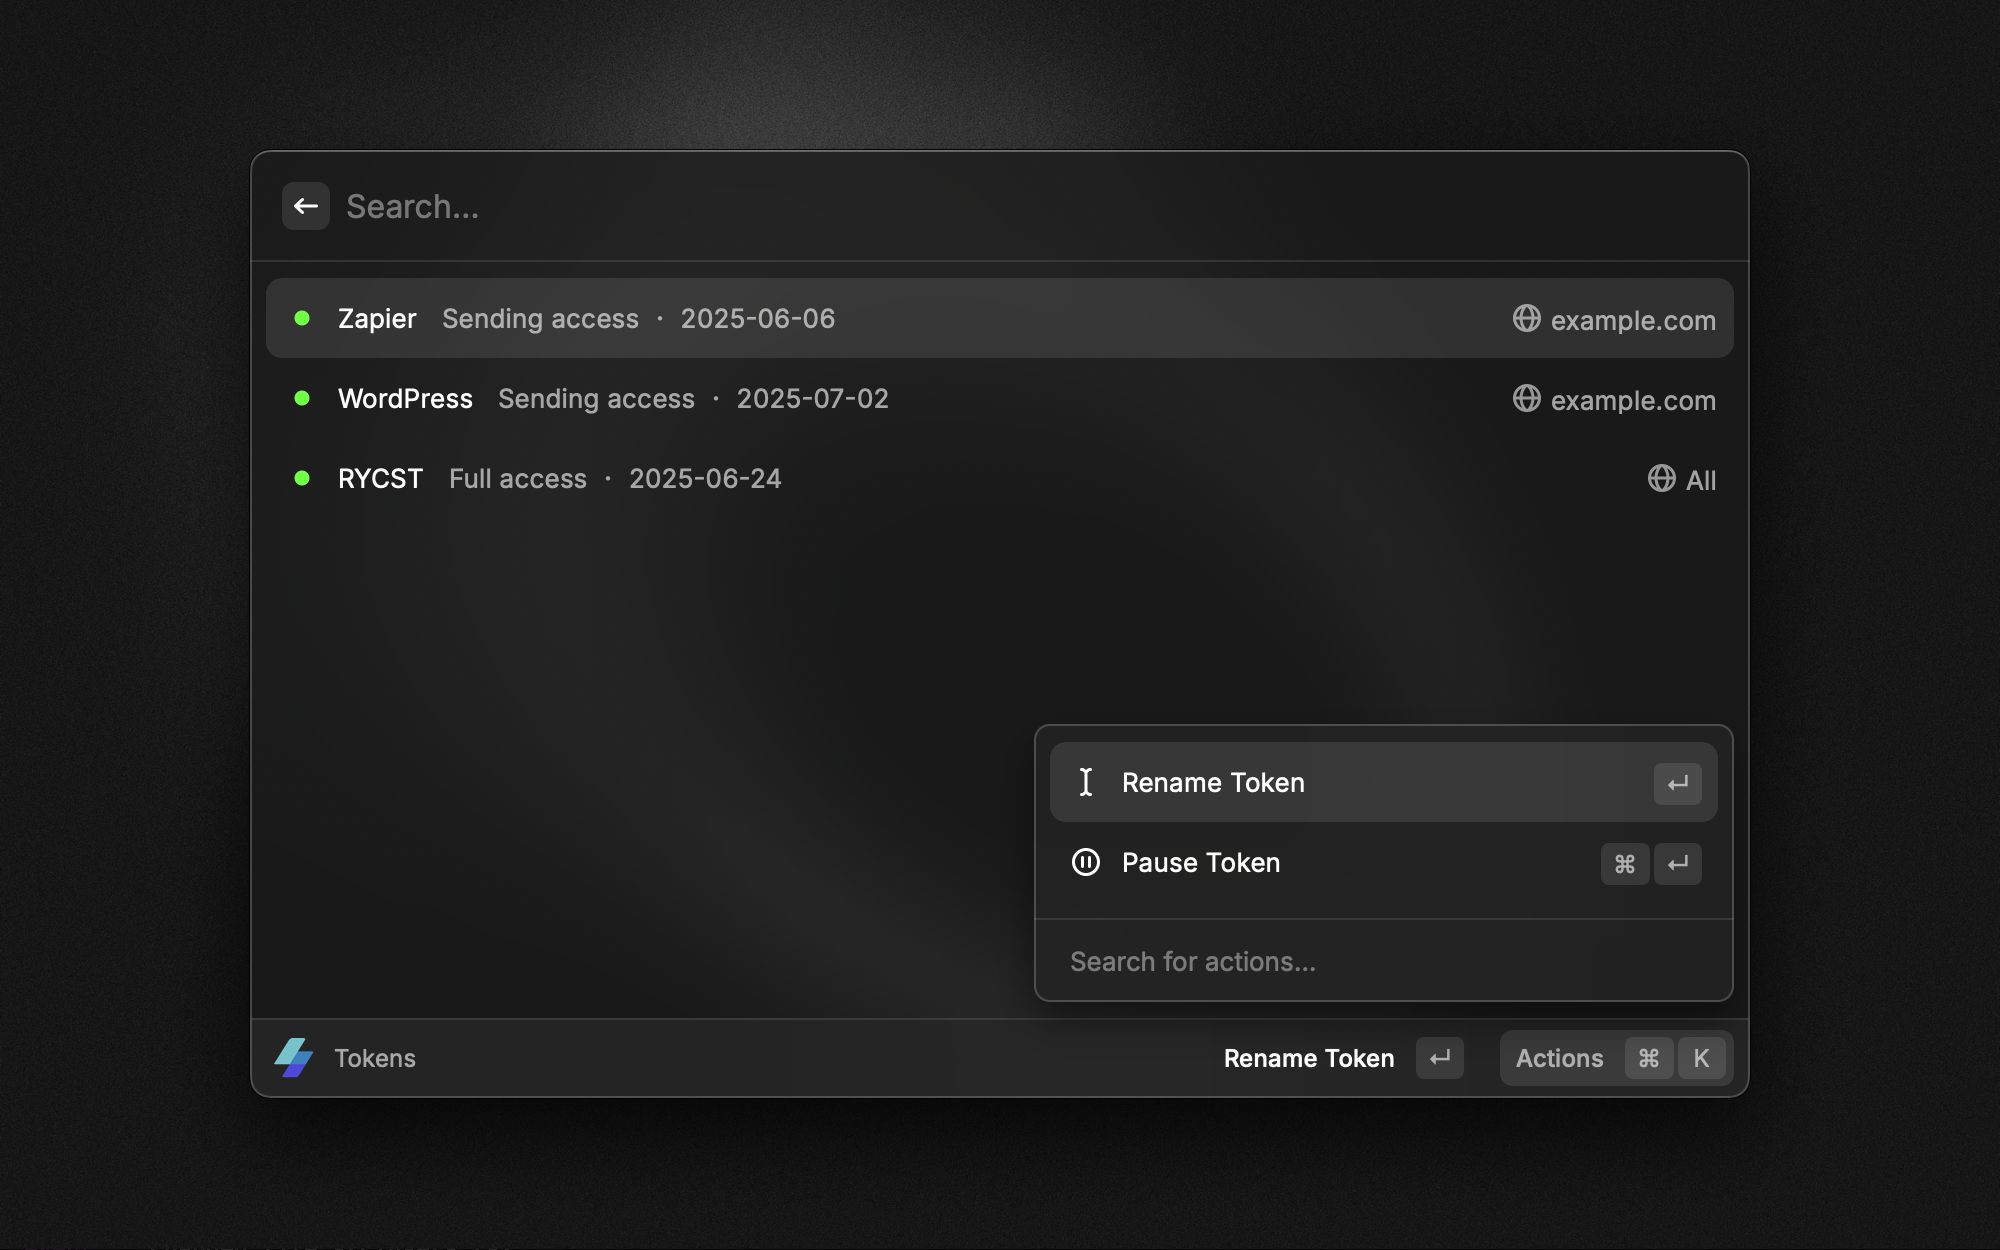 Search...
Zapier Sending access · 2025-06-06 example.com
WordPress Sending access · 2025-07-02 example.com
RYCST Full access · 2025-06-24 All
Rename Token ↵
Pause Token ⌘ ↵
Search for actions...
Tokens Rename Token ↵ Actions ⌘ K